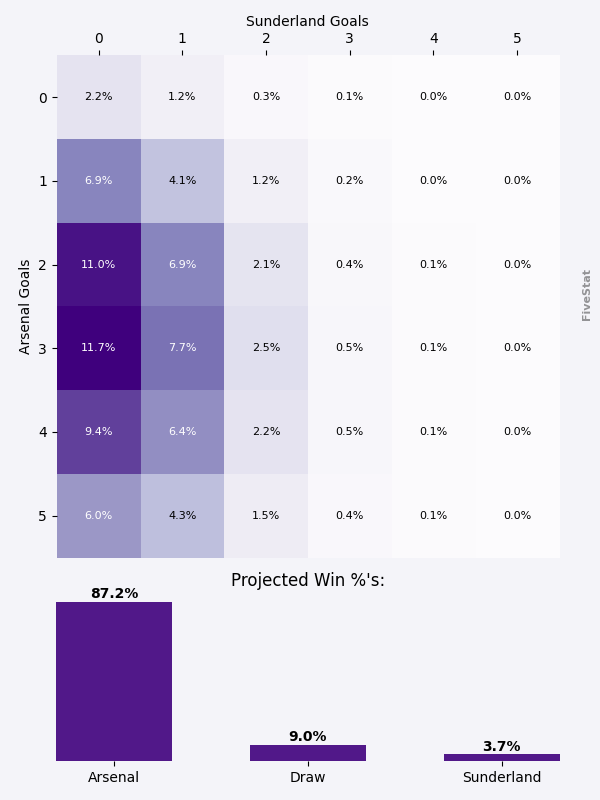 Sunderland Goals
0 1 2 3 4 5
0 2.2% 1.2% 0.3% 0.1% 0.0% 0.0%
1 6.9% 4.1% 1.2% 0.2% 0.0% 0.0%
2 11.0% 6.9% 2.1% 0.4% 0.1% 0.0%
3 11.7% 7.7% 2.5% 0.5% 0.1% 0.0%
4 9.4% 6.4% 2.2% 0.5% 0.1% 0.0%
5 6.0% 4.3% 1.5% 0.4% 0.1% 0.0%
Arsenal Goals
FiveStat
Projected Win %'s:
87.2% 9.0% 3.7%
Arsenal Draw Sunderland